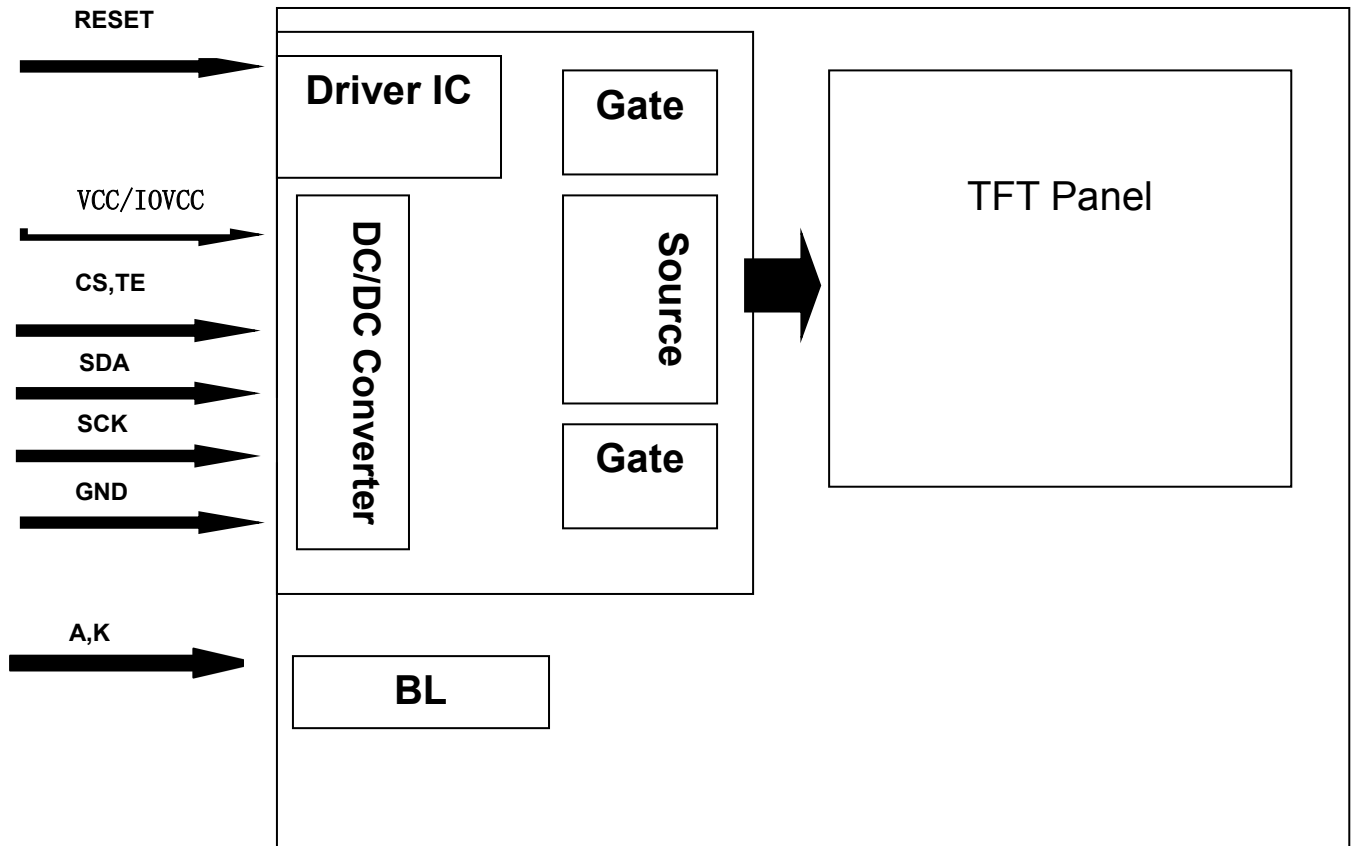 RESET
Driver IC
Gate
VCC/IOVCC
TFT Panel
DC/DC Converter
Source
CS,TE
SDA
SCK
Gate
GND
A,K
BL